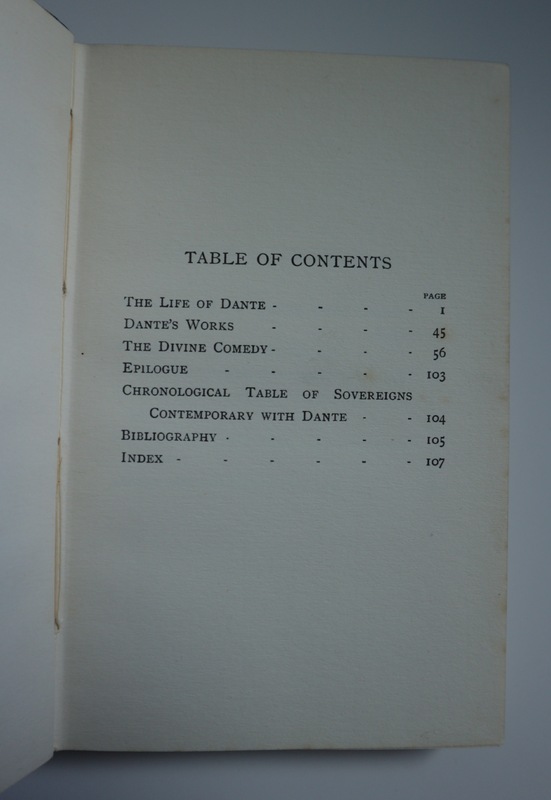 TABLE OF CONTENTS
PAGE
THE LIFE OF DANTE - - - - 1
DANTE'S WORKS - - - - 45
THE DIVINE COMEDY - - - - 56
EPILOGUE - - - - - 103
CHRONOLOGICAL TABLE OF SOVEREIGNS
CONTEMPORARY WITH DANTE - - 104
BIBLIOGRAPHY - - - - - 105
INDEX - - - - - - 107